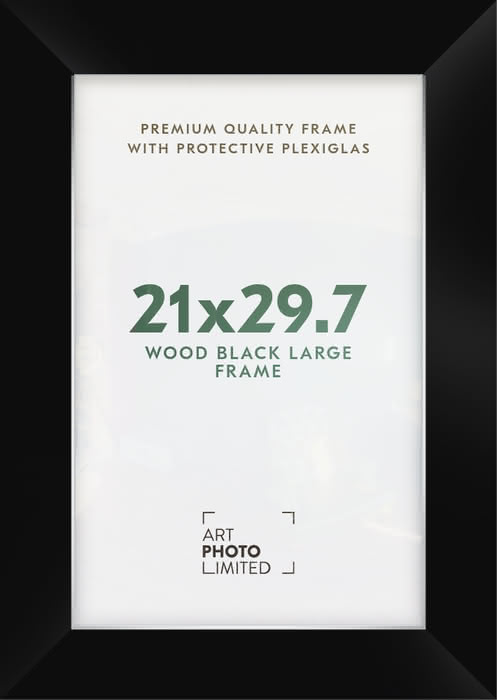 PREMIUM QUALITY FRAME
WITH PROTECTIVE PLEXIGLAS
21x29.7
WOOD BLACK LARGE
FRAME
ART
PHOTO
LIMITED